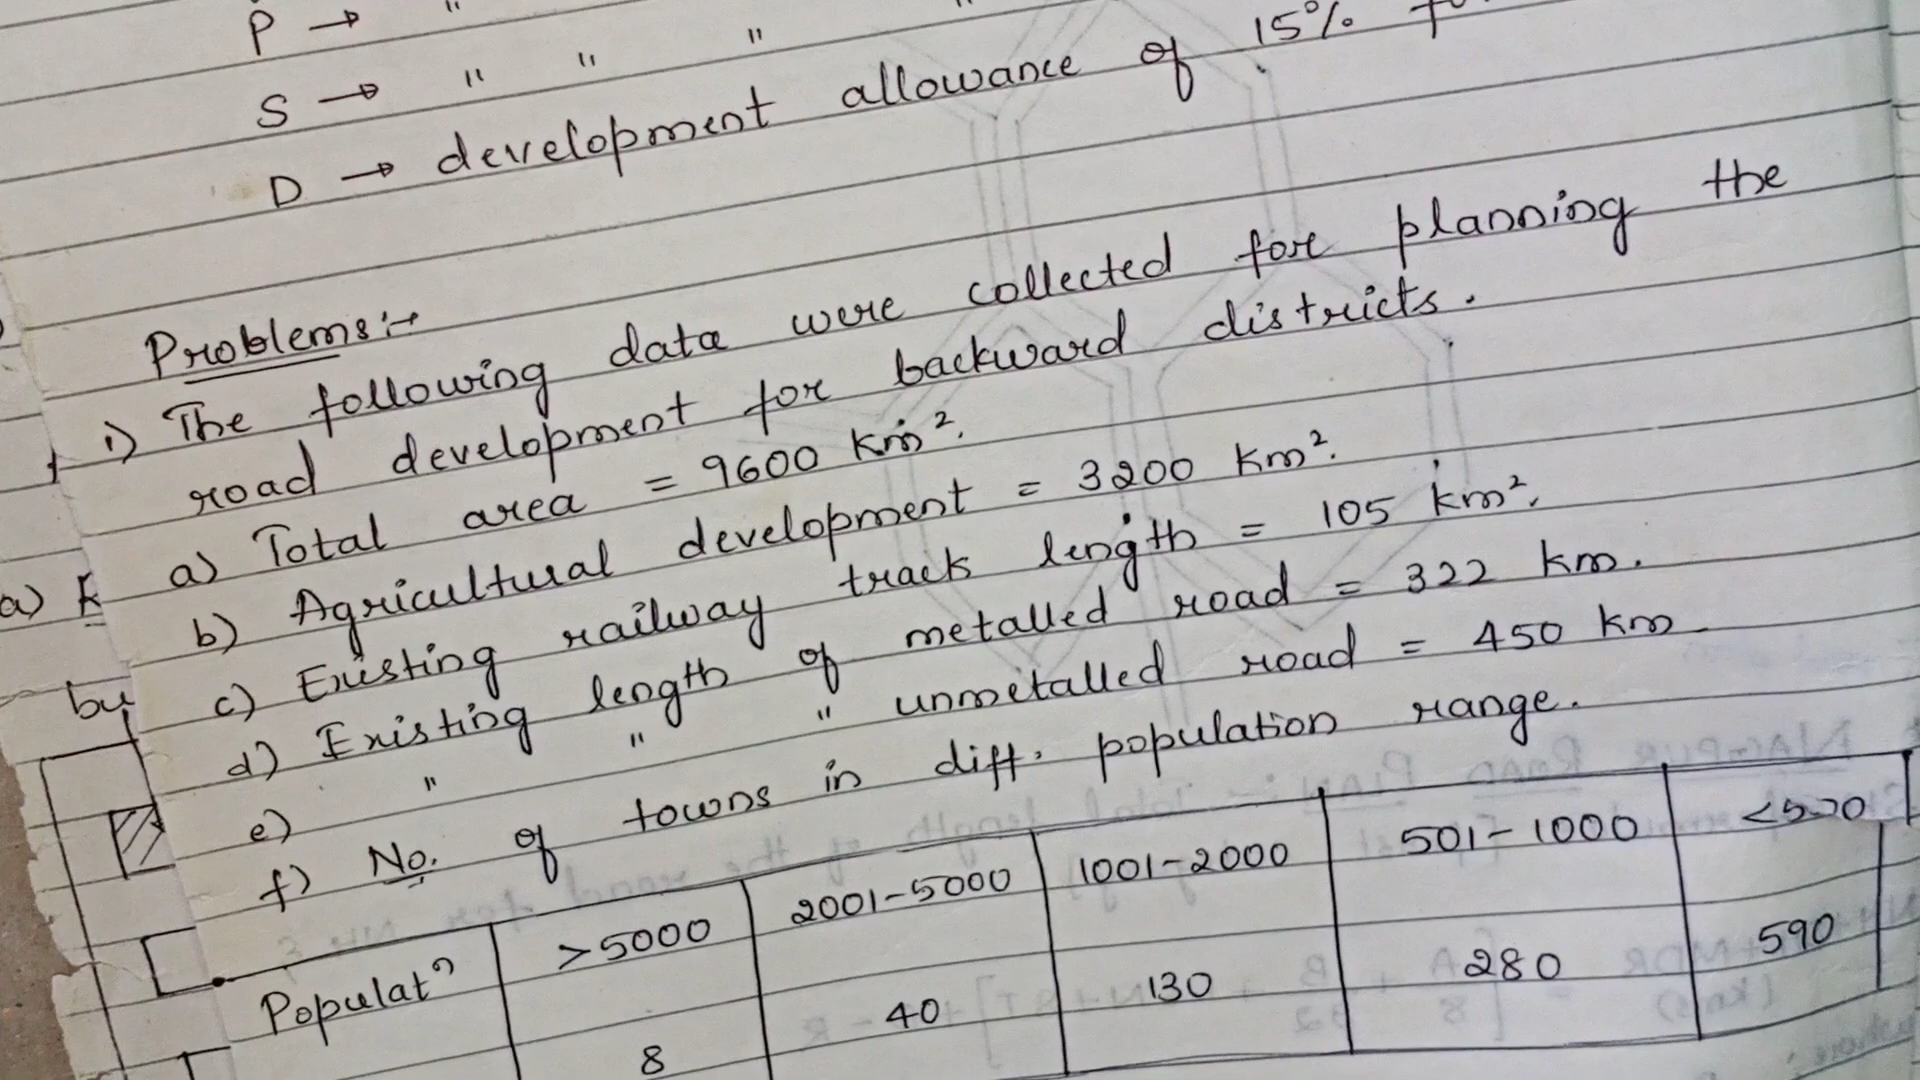 P → "
S → " " "
D → development allowance of 15%
Problems:→
1) The following data were collected for planning the
road development for backward districts.
a) Total area = 9600 Km².
b) Agricultural development = 3200 Km².
c) Existing railway track length = 105 km².
d) Existing length of metalled road = 322 km.
e) " " " unmetalled road = 450 km
f) No. of towns in diff. population range.
Populatⁿ >5000 2001-5000 1001-2000 501-1000 <500
8 40 130 280 590
a)
by